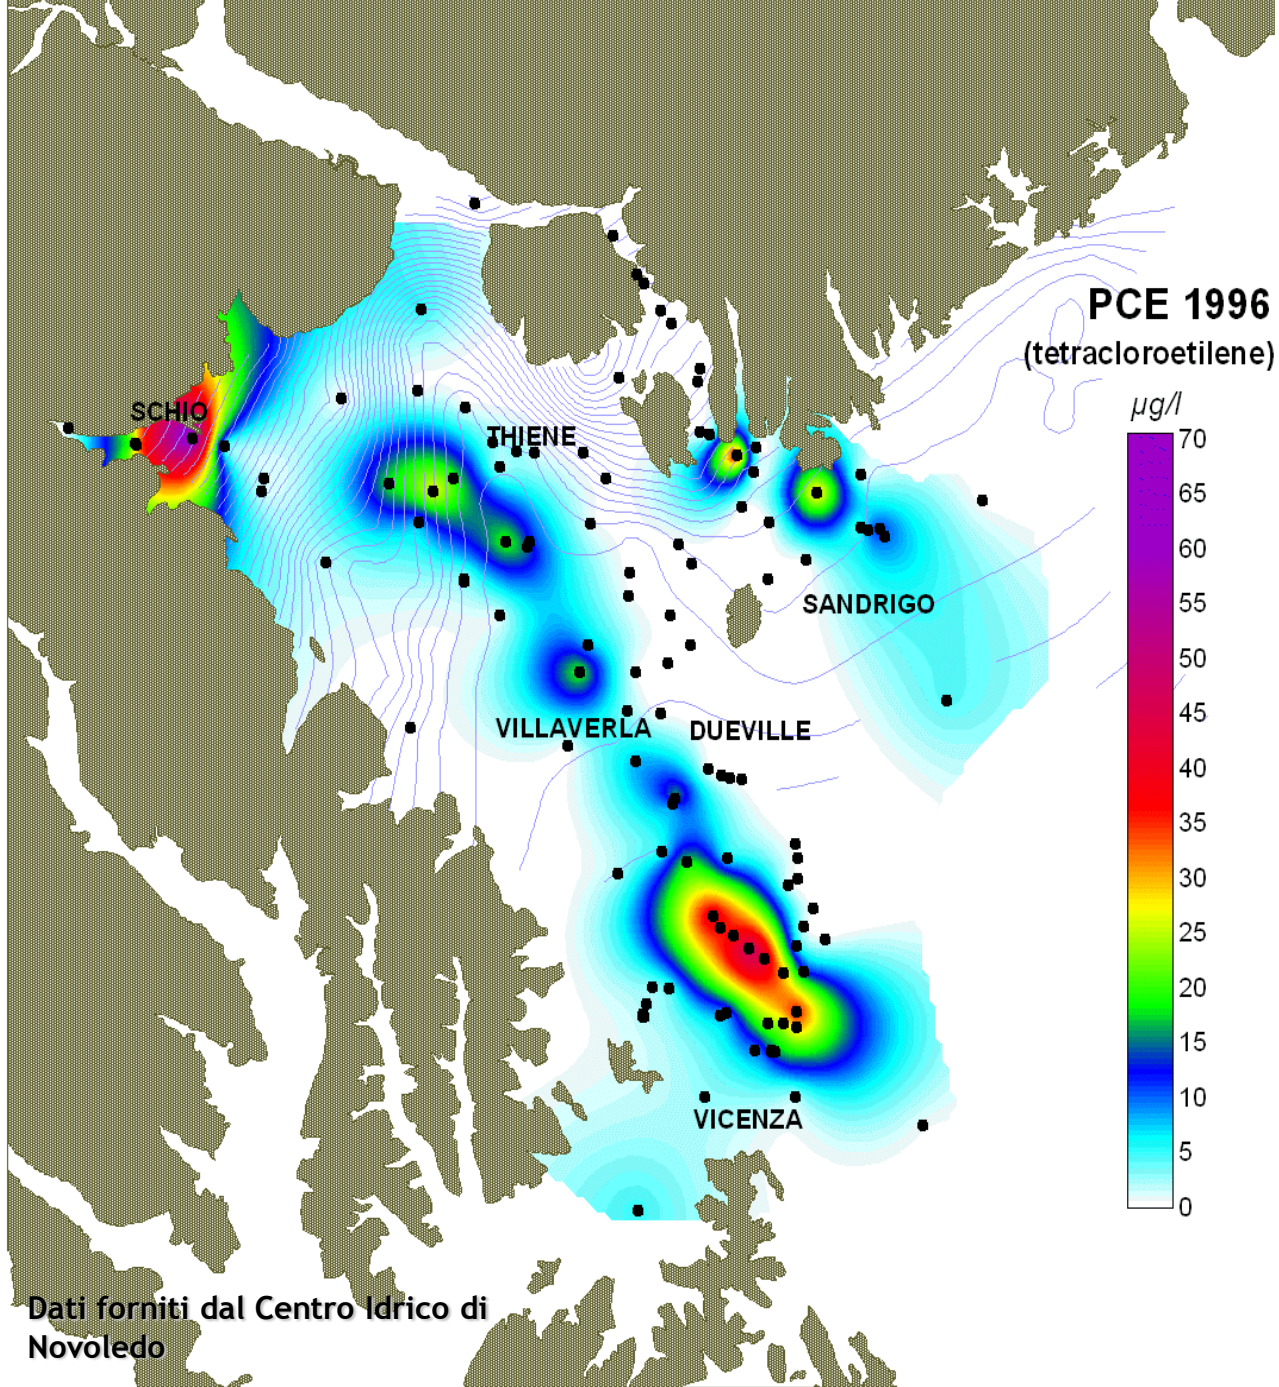 PCE 1996
(tetracloroetilene)
µg/l
70
65
60
55
50
45
40
35
30
25
20
15
10
5
0
SCHIO
THIENE
SANDRIGO
VILLAVERLA
DUEVILLE
VICENZA
Dati forniti dal Centro Idrico di
Novoledo